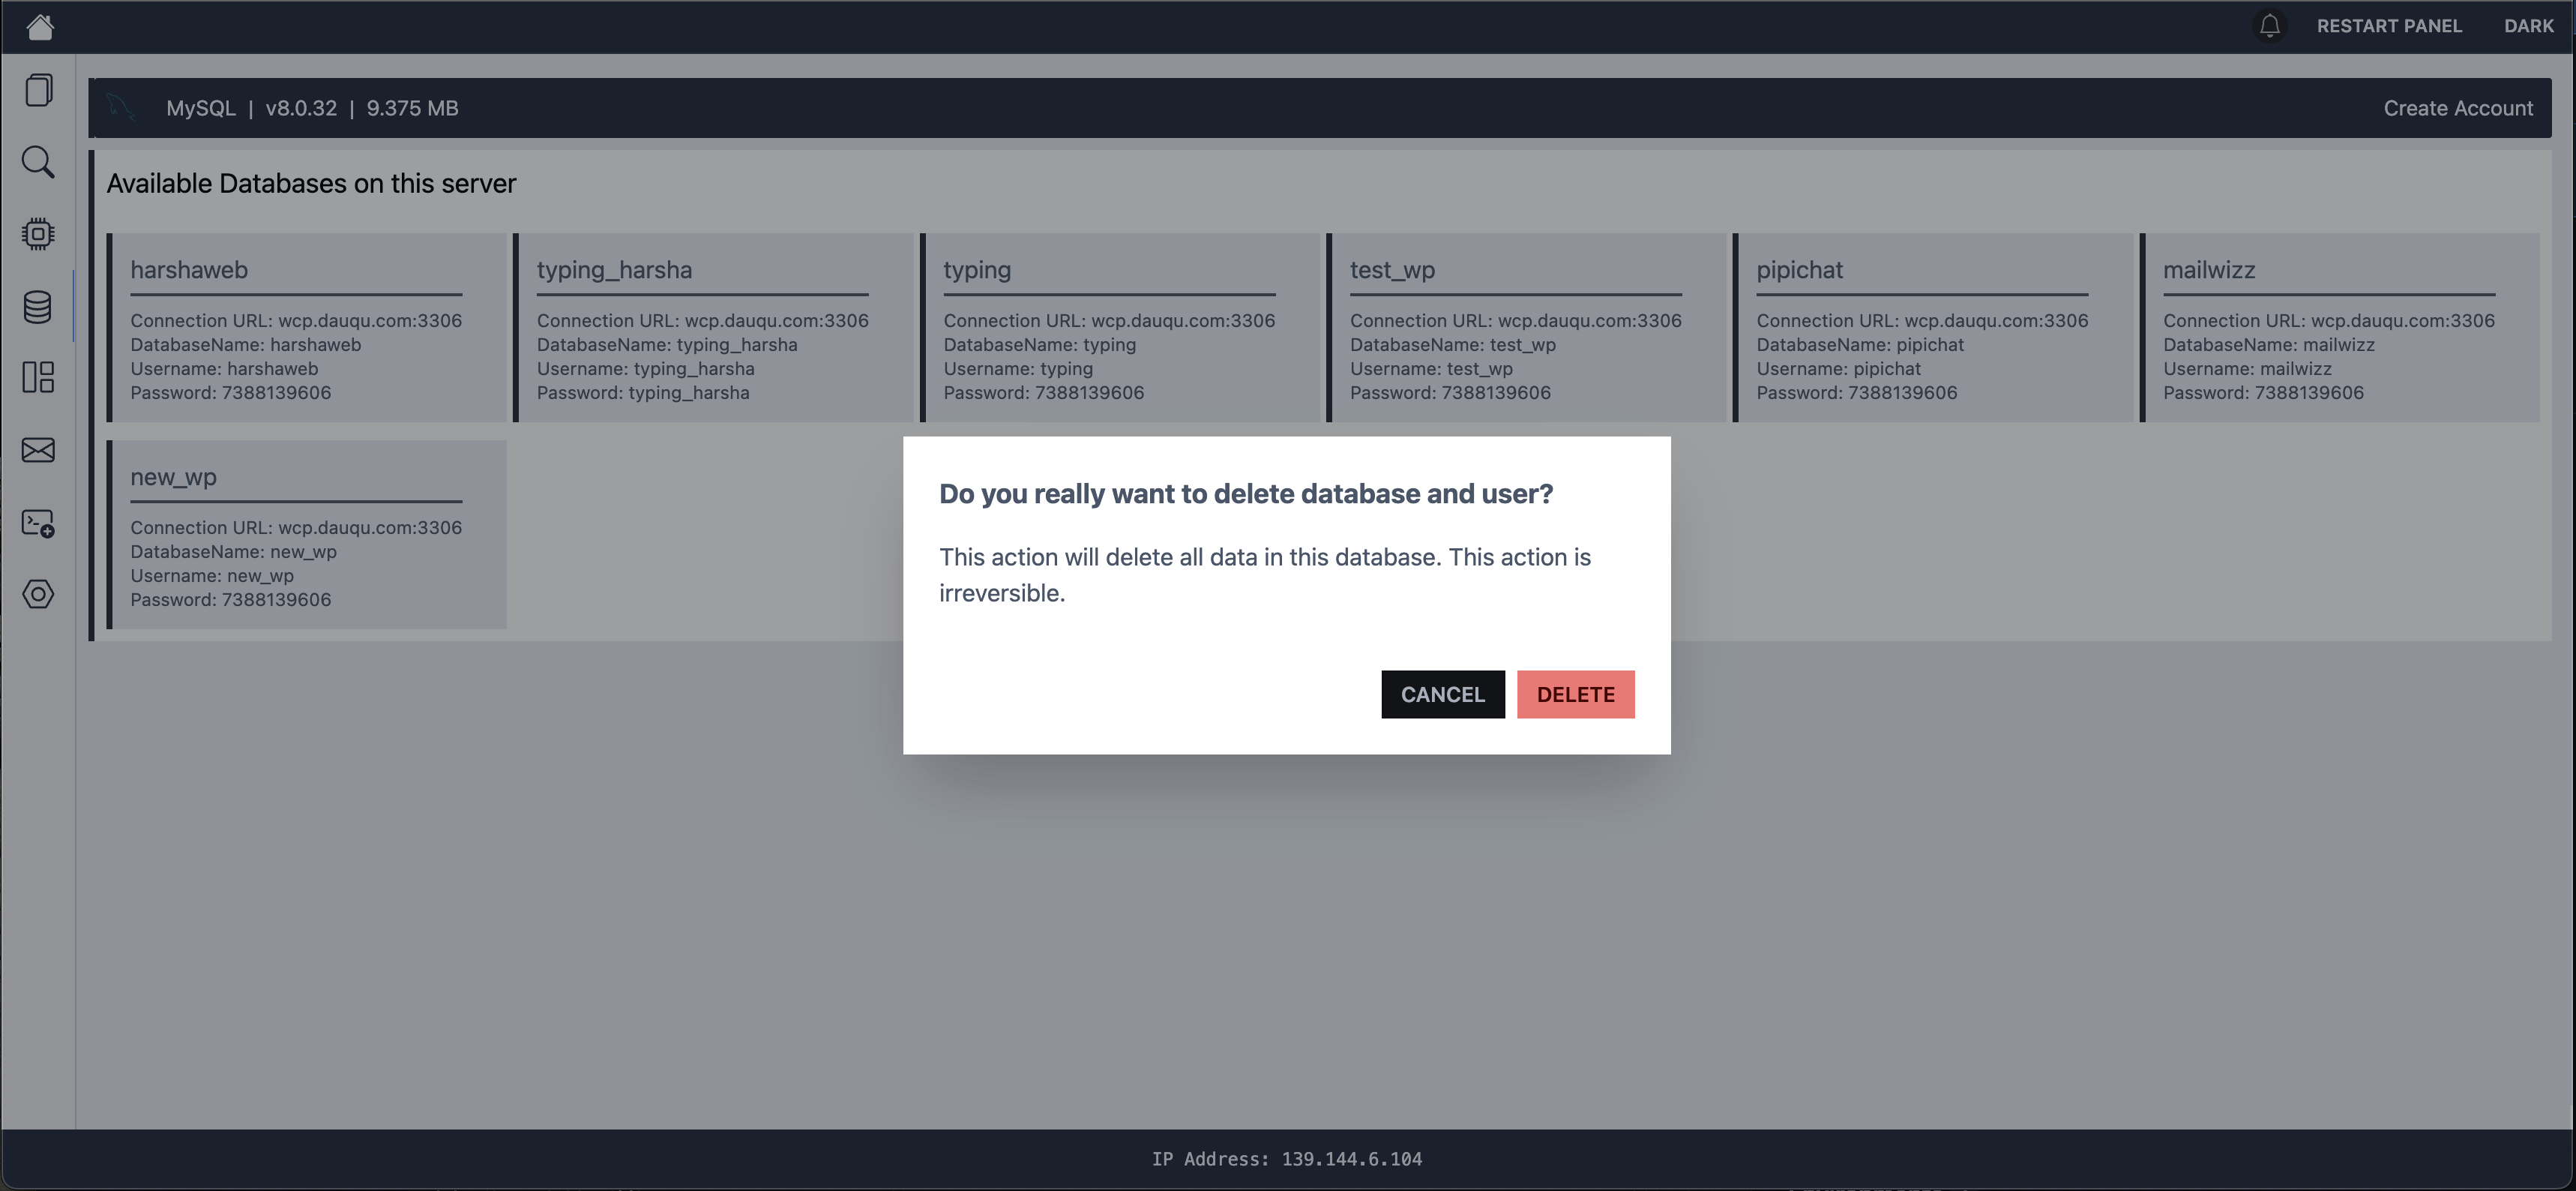 RESTART PANEL DARK
MySQL | v8.0.32 | 9.375 MB Create Account
Available Databases on this server
harshaweb
Connection URL: wcp.dauqu.com:3306
DatabaseName: harshaweb
Username: harshaweb
Password: 7388139606
typing_harsha
Connection URL: wcp.dauqu.com:3306
DatabaseName: typing_harsha
Username: typing_harsha
Password: typing_harsha
typing
Connection URL: wcp.dauqu.com:3306
DatabaseName: typing
Username: typing
Password: 7388139606
test_wp
Connection URL: wcp.dauqu.com:3306
DatabaseName: test_wp
Username: test_wp
Password: 7388139606
pipichat
Connection URL: wcp.dauqu.com:3306
DatabaseName: pipichat
Username: pipichat
Password: 7388139606
mailwizz
Connection URL: wcp.dauqu.com:3306
DatabaseName: mailwizz
Username: mailwizz
Password: 7388139606
new_wp
Connection URL: wcp.dauqu.com:3306
DatabaseName: new_wp
Username: new_wp
Password: 7388139606
Do you really want to delete database and user?
This action will delete all data in this database. This action is
irreversible.
CANCEL DELETE
IP Address: 139.144.6.104